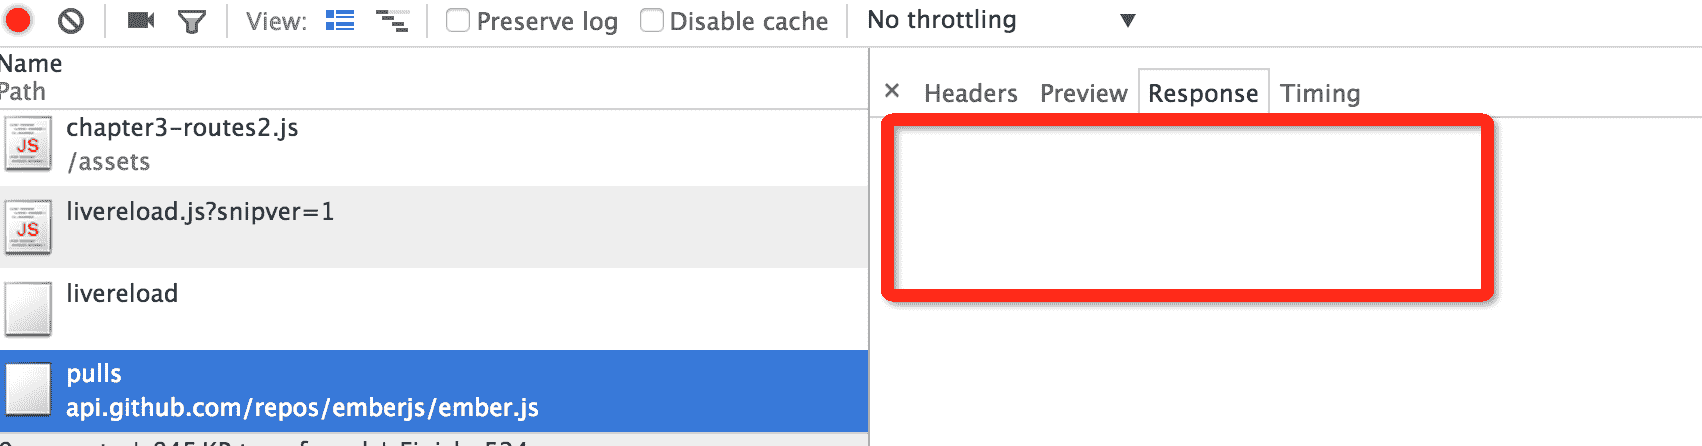 View: Preserve log Disable cache No throttling
Name
Path
× Headers Preview Response Timing
chapter3-routes2.js
/assets
JS
livereload.js?snipver=1
JS
livereload
pulls
api.github.com/repos/emberjs/ember.js